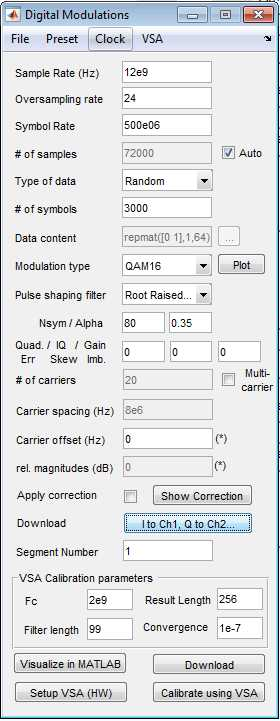 Digital Modulations
File Preset Clock VSA
Sample Rate (Hz) 12e9
Oversampling rate 24
Symbol Rate 500e06
# of samples 72000 Auto
Type of data Random
# of symbols 3000
Data content repmat([0 1],1,64) ...
Modulation type QAM16 Plot
Pulse shaping filter Root Raised...
Nsym / Alpha 80 0.35
Quad. / IQ / Gain
Err Skew Imb. 0 0 0
# of carriers 20 Multi-
carrier
Carrier spacing (Hz) 8e6
Carrier offset (Hz) 0 (*)
rel. magnitudes (dB) 0 (*)
Apply correction Show Correction
Download I to Ch1, Q to Ch2...
Segment Number 1
VSA Calibration parameters
Fc 2e9 Result Length 256
Filter length 99 Convergence 1e-7
Visualize in MATLAB Download
Setup VSA (HW) Calibrate using VSA